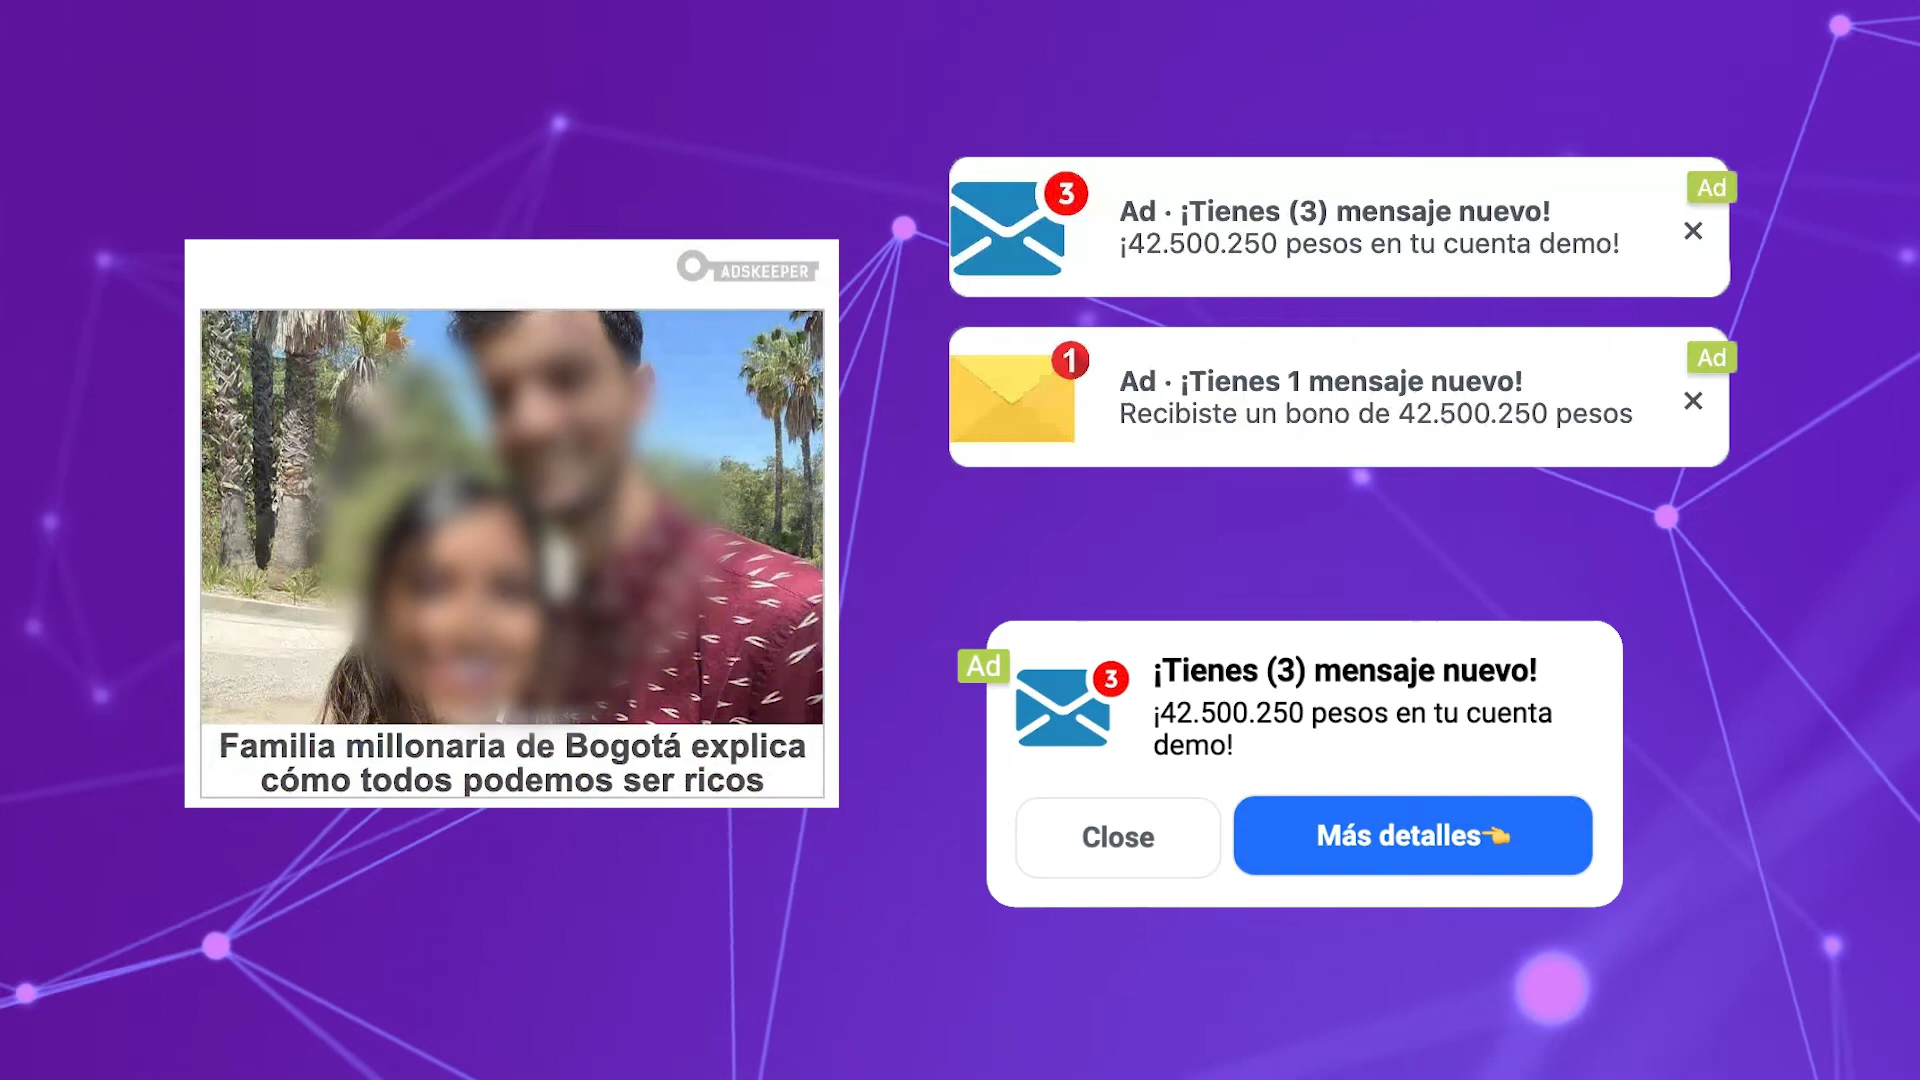 ADSKEEPER
Familia millonaria de Bogotá explica
cómo todos podemos ser ricos
3
Ad · ¡Tienes (3) mensaje nuevo!
¡42.500.250 pesos en tu cuenta demo!
Ad
×
1
Ad · ¡Tienes 1 mensaje nuevo!
Recibiste un bono de 42.500.250 pesos
Ad
×
Ad
3
¡Tienes (3) mensaje nuevo!
¡42.500.250 pesos en tu cuenta
demo!
Close
Más detalles👈